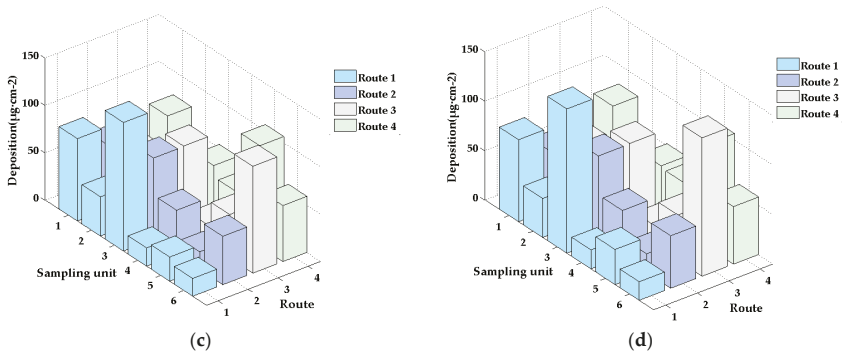 150
100
50
0
Deposition(µg·cm-2)
1
2
3
4
5
6
Sampling unit
1
2
3
4
Route
Route 1
Route 2
Route 3
Route 4
(c)
150
100
50
0
Deposition(µg·cm-2)
1
2
3
4
5
6
Sampling unit
1
2
3
4
Route
Route 1
Route 2
Route 3
Route 4
(d)